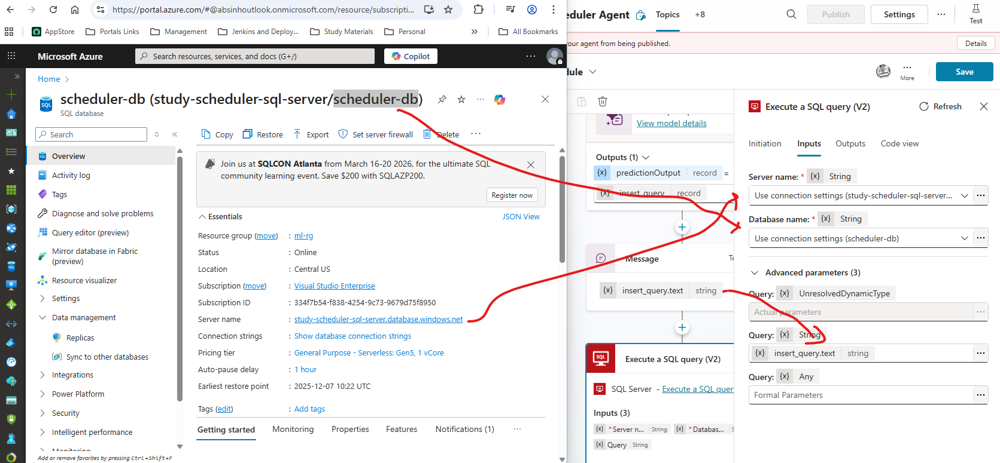 https://portal.azure.com/#@absinhoutlook.onmicrosoft.com/resource/subscripti...
AppStore
Portals Links
Management
Jenkins and Deploy...
Study Materials
Personal
All Bookmarks
Microsoft Azure
Search resources, services, and docs (G+/)
Copilot
Home
scheduler-db (study-scheduler-sql-server/scheduler-db)
SQL database
Search
Copy
Restore
Export
Set server firewall
Delete
Overview
Activity log
Tags
Diagnose and solve problems
Query editor (preview)
Mirror database in Fabric
(preview)
Resource visualizer
Settings
Data management
Replicas
Sync to other databases
Integrations
Power Platform
Security
Intelligent performance
Monitoring
Add or remove favorites by pressing Ctrl+Shift+F
Join us at SQLCON Atlanta from March 16-20 2026, for the ultimate SQL
community learning event. Save $200 with SQLAZP200.
Register now
Essentials
JSON View
Resource group (move) : ml-rg
Status : Online
Location : Central US
Subscription (move) : Visual Studio Enterprise
Subscription ID : 334f7b54-f838-4254-9c73-9679d75f8950
Server name : study-scheduler-sql-server.database.windows.net
Connection strings : Show database connection strings
Pricing tier : General Purpose - Serverless: Gen5, 1 vCore
Auto-pause delay : 1 hour
Earliest restore point : 2025-12-07 10:22 UTC
Tags (edit) : Add tags
Getting started
Monitoring
Properties
Features
Notifications (1)
eduler Agent
Topics
+8
Publish
Settings
Test
your agent from being published.
Details
dule
More
Save
View model details
Outputs (1)
{x} predictionOutput record =
{x} insert_query record
Message
Te
{x} insert_query.text string
SQL
Execute a SQL query (V2)
SQL Server - Execute a SQL quer
Inputs (3)
{x} * Server n... String
{x} * Databas... S
{x} Query String
Execute a SQL query (V2)
Refresh
Initiation
Inputs
Outputs
Code view
Server name: * {x} String
Use connection settings (study-scheduler-sql-server...
Database name: * {x} String
Use connection settings (scheduler-db)
Advanced parameters (3)
Query: {x} UnresolvedDynamicType
Actual parameters
Query: {x} String
{x} insert_query.text string
Query: {x} Any
Formal Parameters